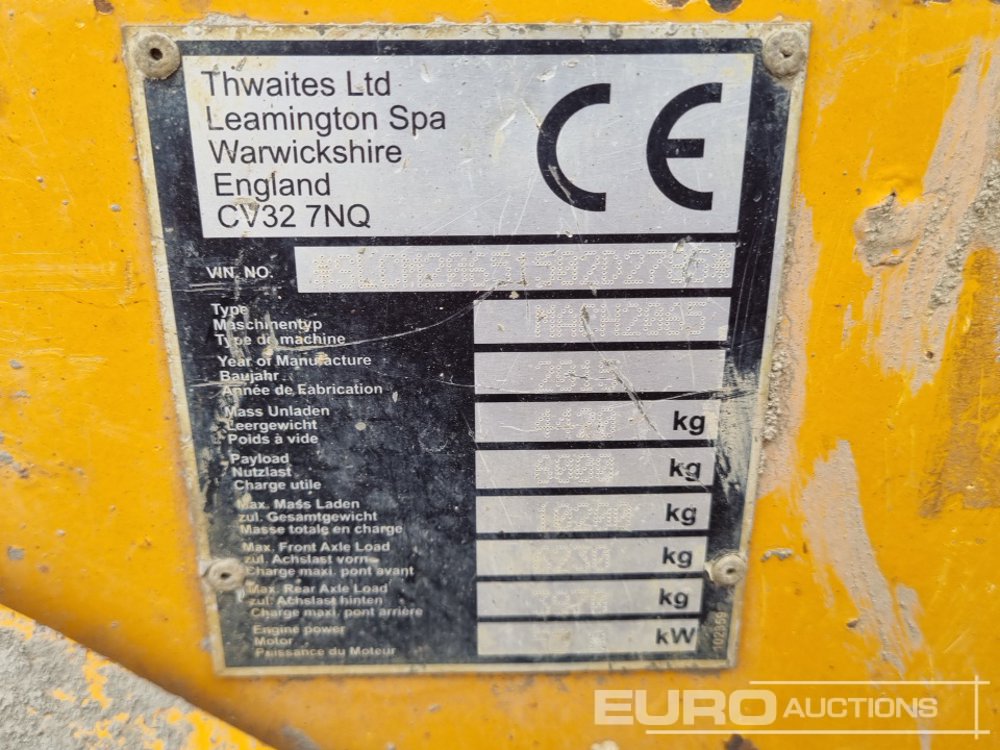 Thwaites Ltd
Leamington Spa
Warwickshire
England
CV32 7NQ
CE
VIN. NO.
Type
Maschinentyp
Type de machine
Year of Manufacture
Baujahr
Année de Fabrication
Mass Unladen
Leergewicht
Poids à vide
kg
Payload
Nutzlast
Charge utile
kg
Max. Mass Laden
zul. Gesamtgewicht
Masse totale en charge
kg
Max. Front Axle Load
zul. Achslast vorn
Charge maxi. pont avant
kg
Max. Rear Axle Load
zul. Achslast hinten
Charge maxi. pont arrière
kg
Engine power
Motor
Puissance du Moteur
kW
EURO AUCTIONS